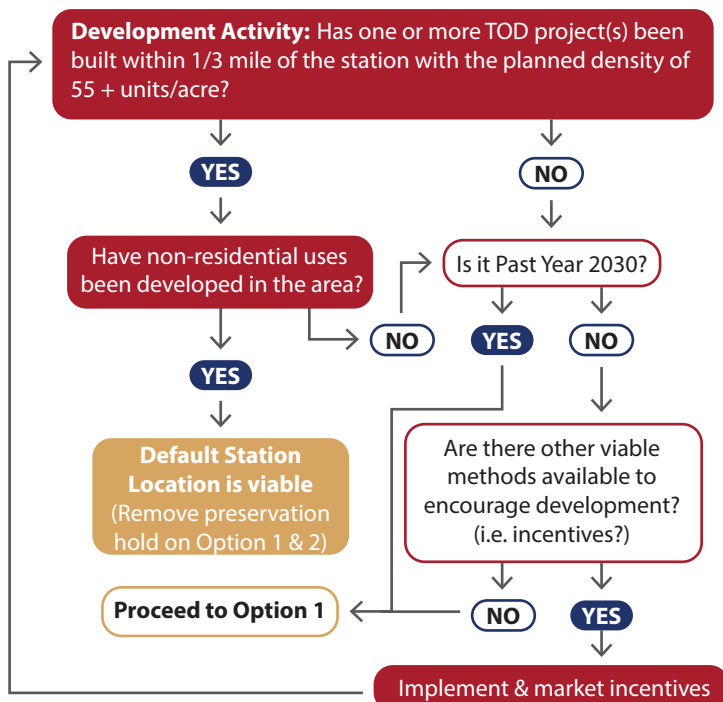 Development Activity: Has one or more TOD project(s) been
built within 1/3 mile of the station with the planned density of
55 + units/acre?
YES
NO
Have non-residential uses
been developed in the area?
Is it Past Year 2030?
NO
YES
NO
YES
Default Station
Location is viable
(Remove preservation
hold on Option 1 & 2)
Are there other viable
methods available to
encourage development?
(i.e. incentives?)
Proceed to Option 1
NO
YES
Implement & market incentives